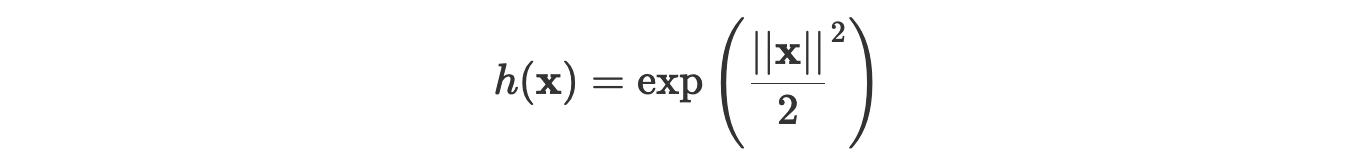 h(𝐱) = exp(||𝐱||²/2)